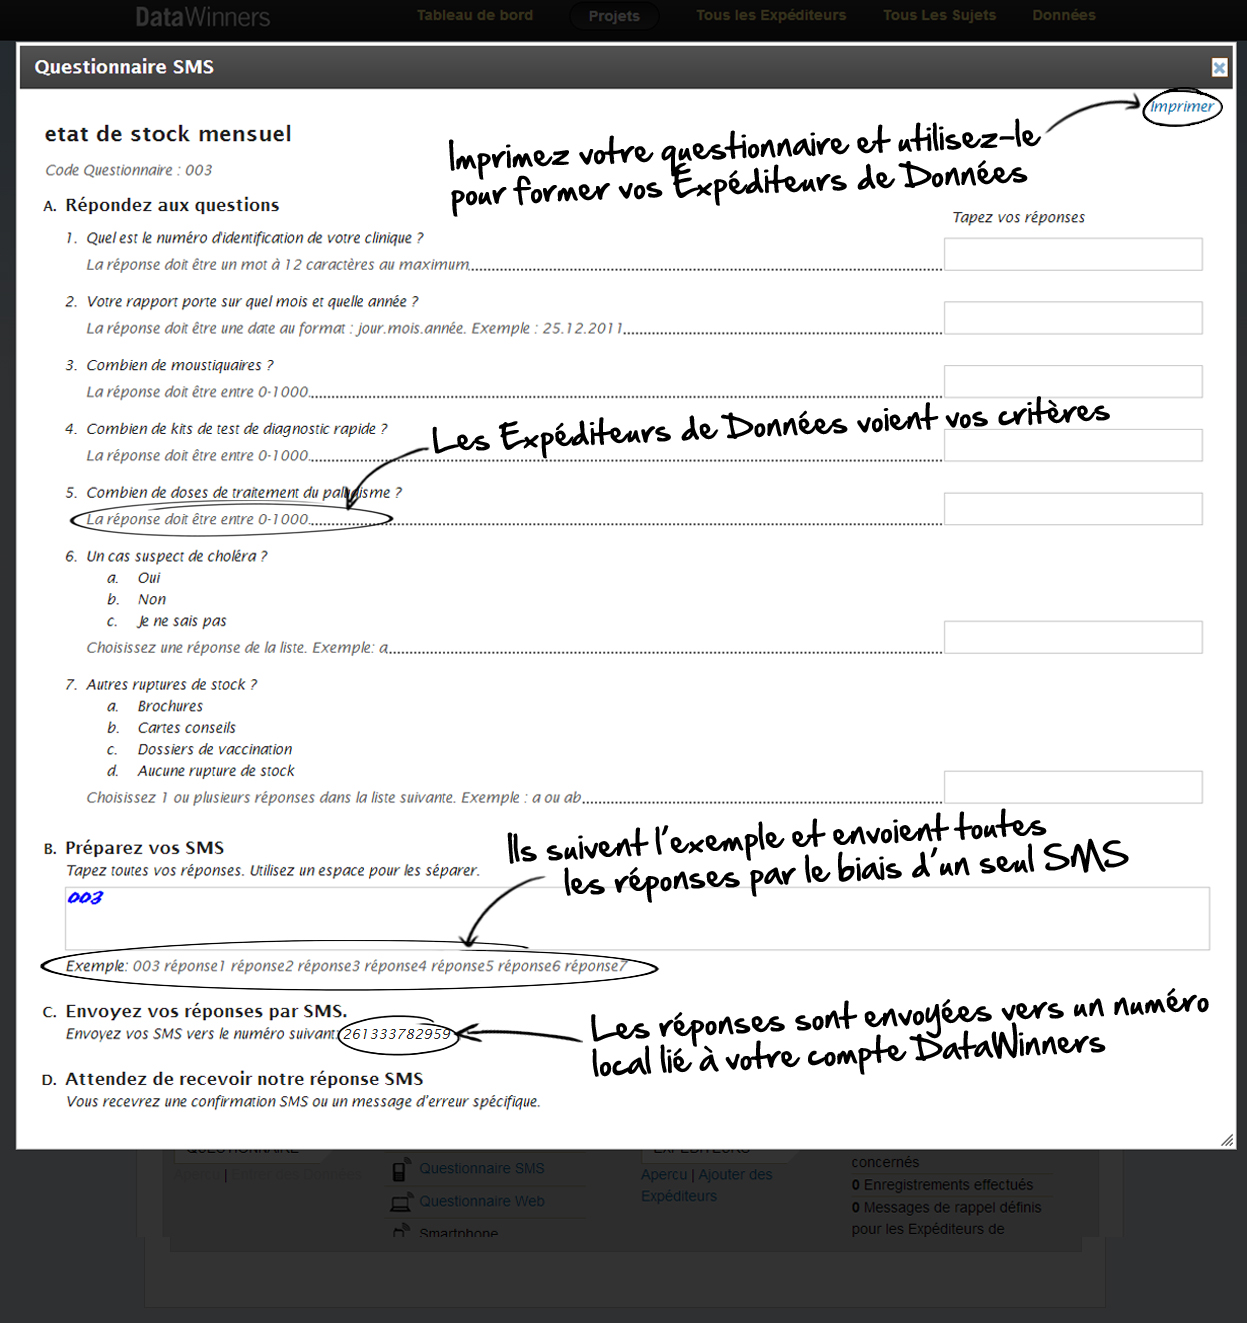 DataWinners
Tableau de bord Projets Tous les Expéditeurs Tous Les Sujets Données
Questionnaire SMS
Imprimer
etat de stock mensuel
Imprimez votre questionnaire et utilisez-le
pour former vos Expéditeurs de Données
Code Questionnaire : 003
A. Répondez aux questions
Tapez vos réponses
1. Quel est le numéro d'identification de votre clinique ?
La réponse doit être un mot à 12 caractères au maximum
2. Votre rapport porte sur quel mois et quelle année ?
La réponse doit être une date au format : jour.mois.année. Exemple : 25.12.2011
3. Combien de moustiquaires ?
La réponse doit être entre 0-1000
Les Expéditeurs de Données voient vos critères
4. Combien de kits de test de diagnostic rapide ?
La réponse doit être entre 0-1000
5. Combien de doses de traitement du paludisme ?
La réponse doit être entre 0-1000
6. Un cas suspect de choléra ?
a. Oui
b. Non
c. Je ne sais pas
Choisissez une réponse de la liste. Exemple: a
7. Autres ruptures de stock ?
a. Brochures
b. Cartes conseils
c. Dossiers de vaccination
d. Aucune rupture de stock
Choisissez 1 ou plusieurs réponses dans la liste suivante. Exemple : a ou ab
Ils suivent l'exemple et envoient toutes
les réponses par le biais d'un seul SMS
B. Préparez vos SMS
Tapez toutes vos réponses. Utilisez un espace pour les séparer.
003
Exemple: 003 réponse1 réponse2 réponse3 réponse4 réponse5 réponse6 réponse7
C. Envoyez vos réponses par SMS.
Envoyez vos SMS vers le numéro suivant: 261333782959
Les réponses sont envoyées vers un numéro
local lié à votre compte DataWinners
D. Attendez de recevoir notre réponse SMS
Vous recevrez une confirmation SMS ou un message d'erreur spécifique.
QUESTIONNAIRE
EXPÉDITEURS
Questionnaire SMS
Questionnaire Web
Smartphone
Apercu | Ajouter des
Expéditeurs
concernés
0 Enregistrements effectués
0 Messages de rappel définis
pour les Expéditeurs de